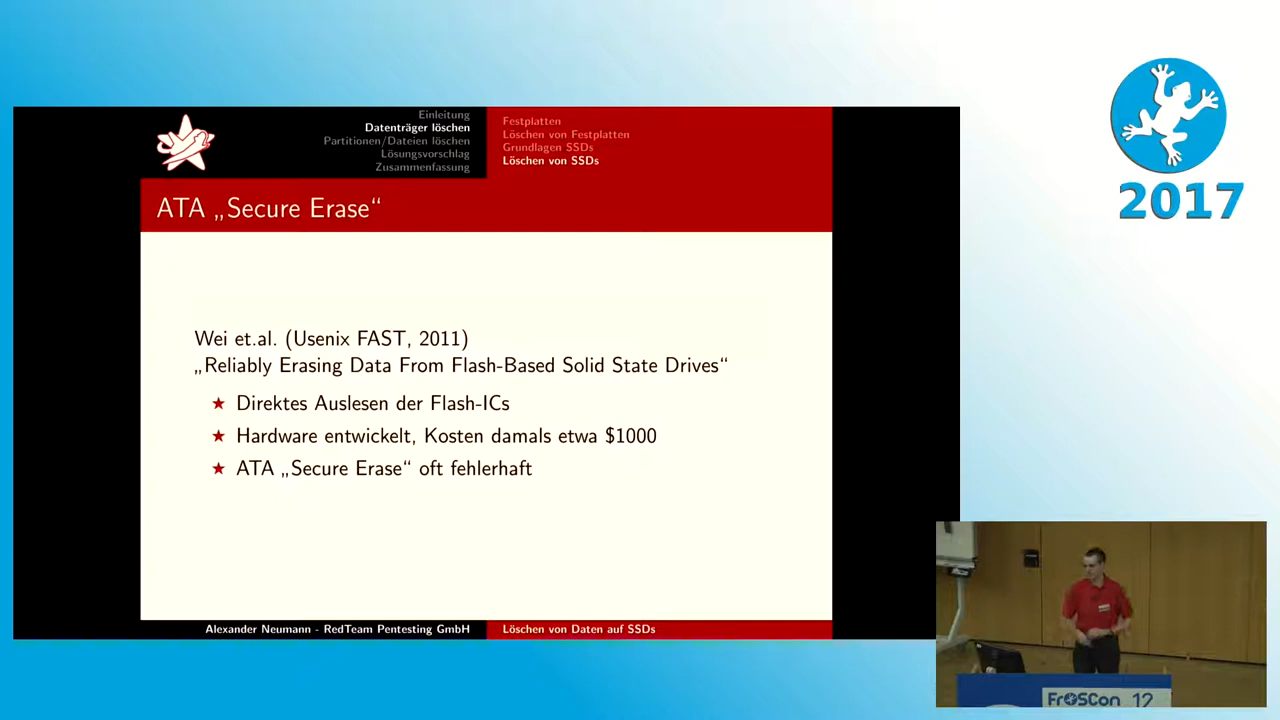 Einleitung
Datenträger löschen
Partitionen/Dateien löschen
Lösungsvorschlag
Zusammenfassung
Festplatten
Löschen von Festplatten
Grundlagen SSDs
Löschen von SSDs
ATA „Secure Erase“
Wei et.al. (Usenix FAST, 2011)
„Reliably Erasing Data From Flash-Based Solid State Drives“
★ Direktes Auslesen der Flash-ICs
★ Hardware entwickelt, Kosten damals etwa $1000
★ ATA „Secure Erase“ oft fehlerhaft
Alexander Neumann - RedTeam Pentesting GmbH
Löschen von Daten auf SSDs
2017
FrOSCon 12